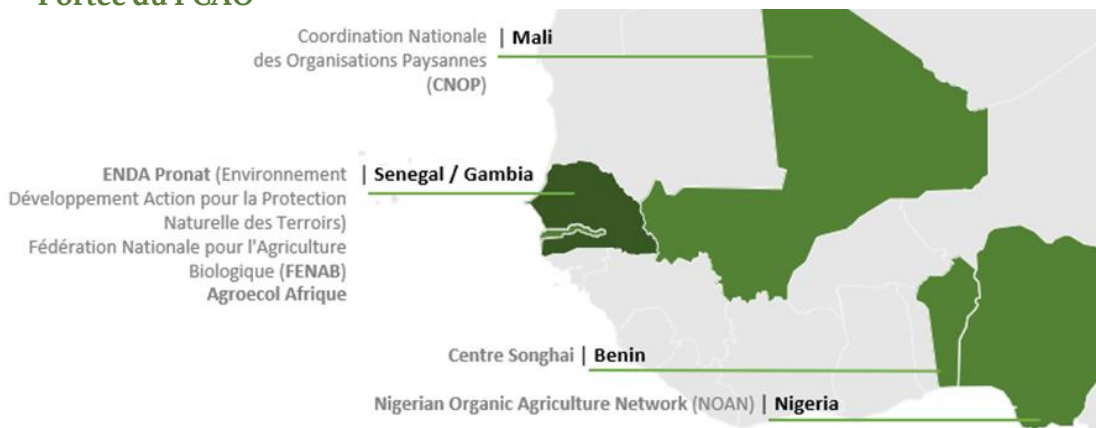 Portée du PCAO
Coordination Nationale | Mali
des Organisations Paysannes
(CNOP)
ENDA Pronat (Environnement | Senegal / Gambia
Développement Action pour la Protection
Naturelle des Terroirs)
Fédération Nationale pour l'Agriculture
Biologique (FENAB)
Agroecol Afrique
Centre Songhai | Benin
Nigerian Organic Agriculture Network (NOAN) | Nigeria